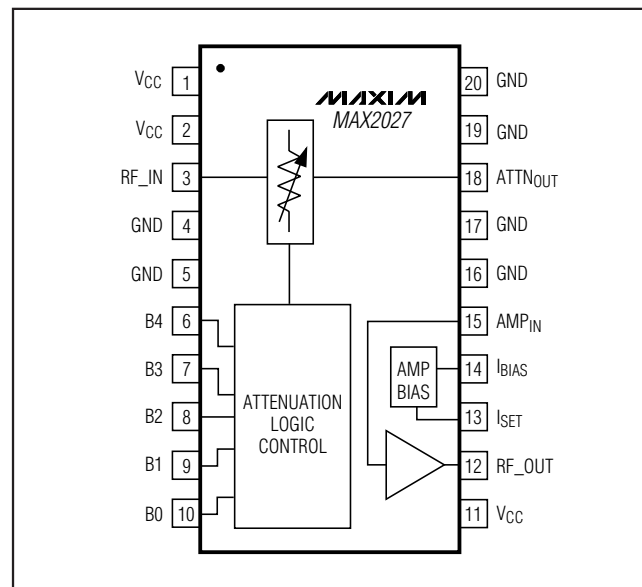 MAXIM
MAX2027
VCC 1
VCC 2
RF_IN 3
GND 4
GND 5
B4 6
B3 7
B2 8
B1 9
B0 10
20 GND
19 GND
18 ATTNOUT
17 GND
16 GND
15 AMPIN
14 IBIAS
13 ISET
12 RF_OUT
11 VCC
ATTENUATION
LOGIC
CONTROL
AMP
BIAS